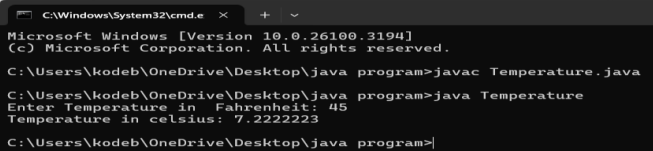 C:\Windows\System32\cmd.e
Microsoft Windows [Version 10.0.26100.3194]
(c) Microsoft Corporation. All rights reserved.
C:\Users\kodeb\OneDrive\Desktop\java program>javac Temperature.java
C:\Users\kodeb\OneDrive\Desktop\java program>java Temperature
Enter Temperature in  Fahrenheit: 45
Temperature in celsius: 7.2222223
C:\Users\kodeb\OneDrive\Desktop\java program>